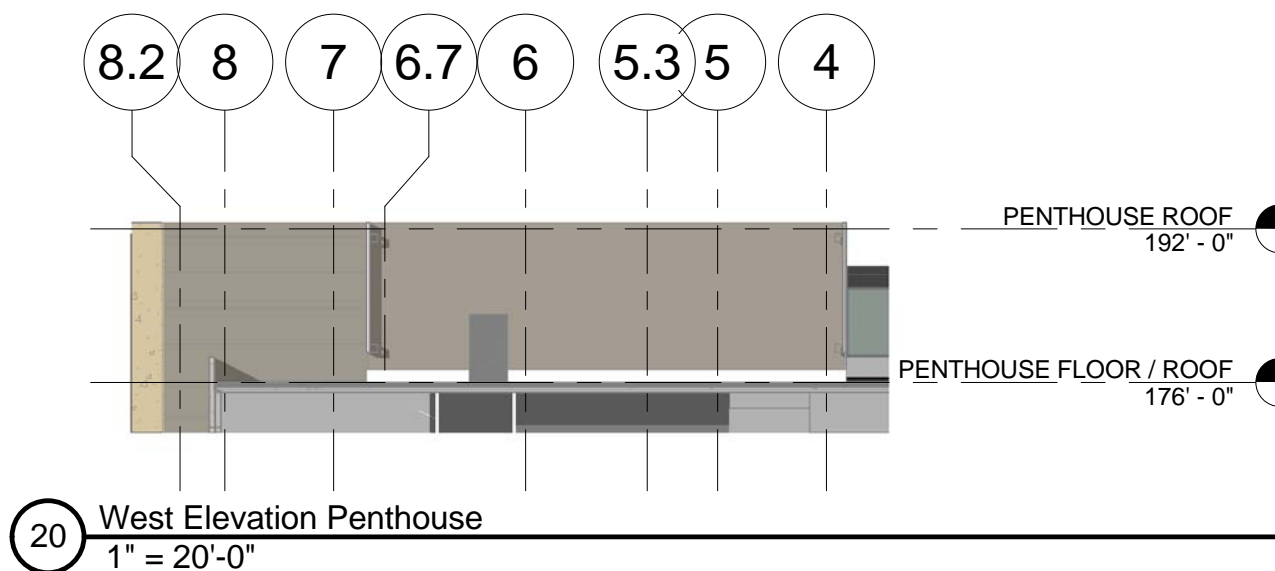 8.2 8 7 6.7 6 5.3 5 4
PENTHOUSE ROOF
192' - 0"
PENTHOUSE FLOOR / ROOF
176' - 0"
20
West Elevation Penthouse
1" = 20'-0"